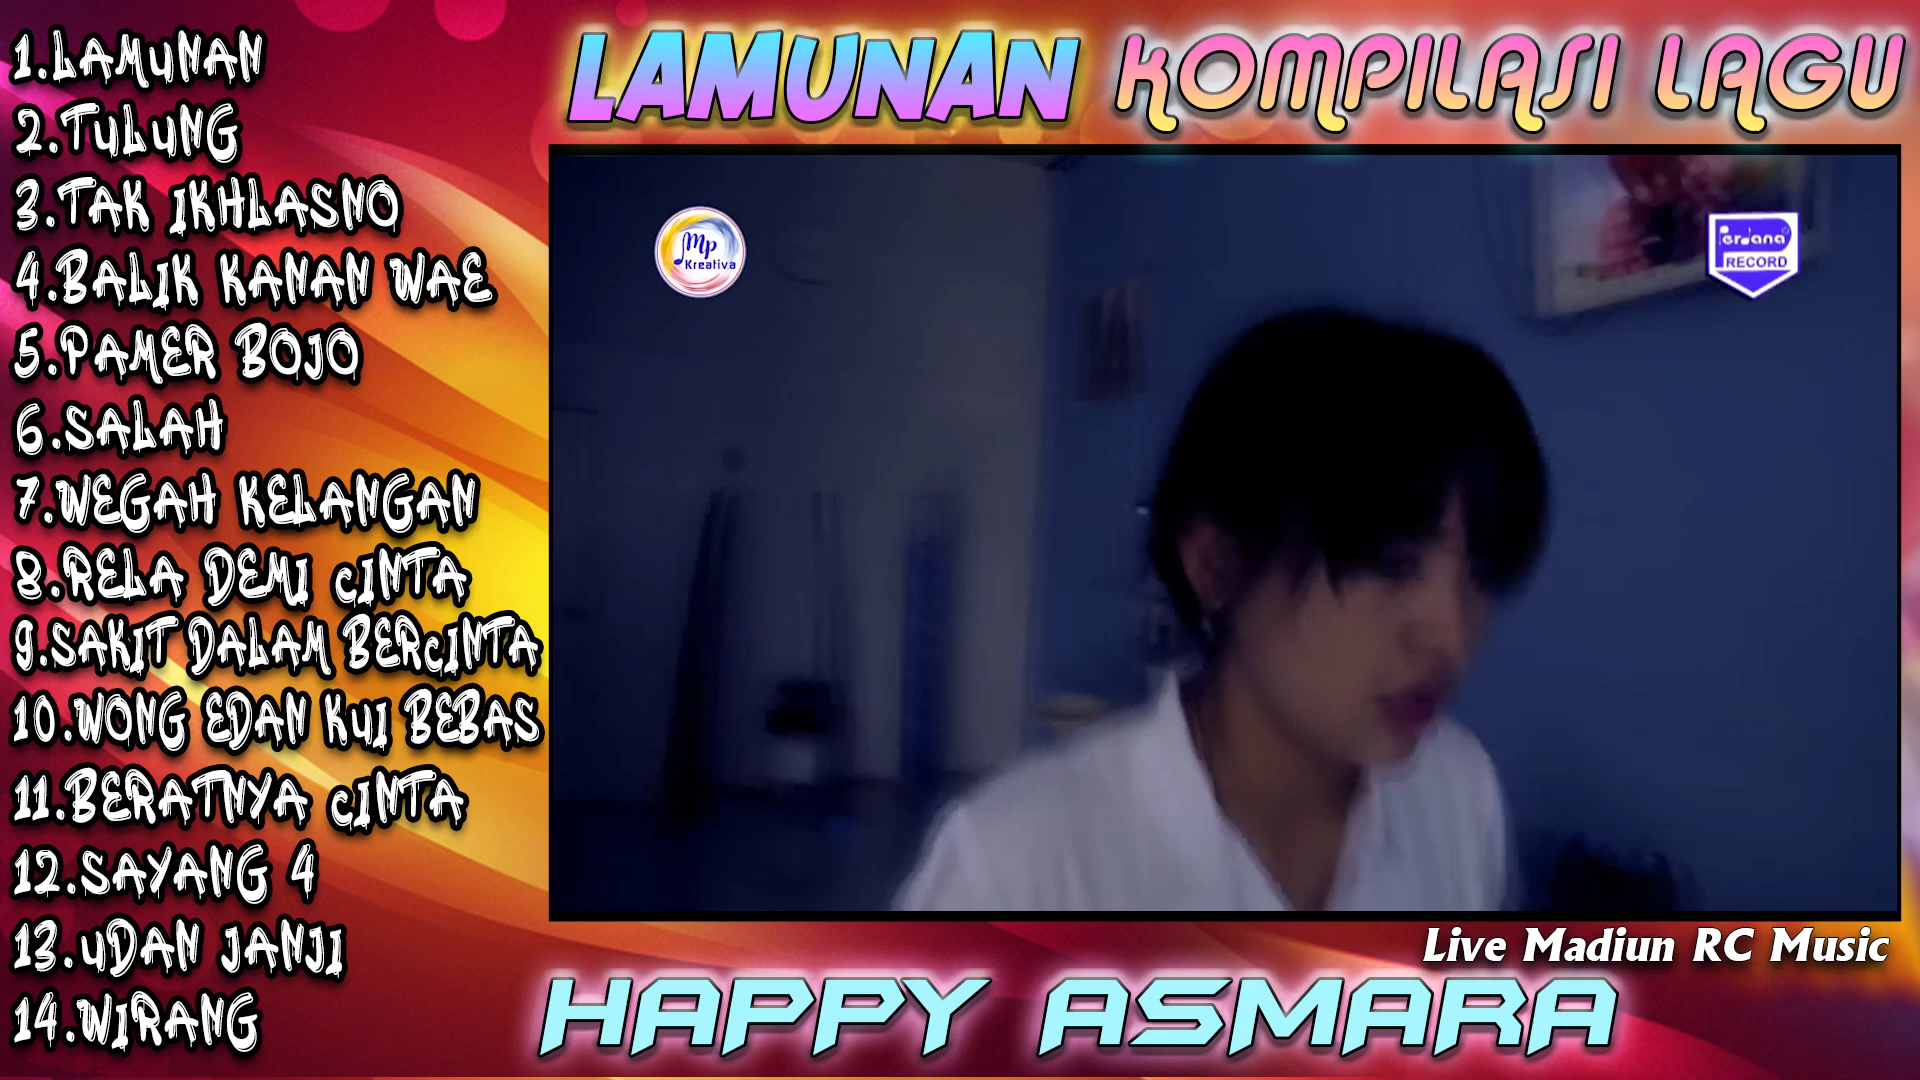 LAMUNAN KOMPILASI LAGU
1.LAMUNAN
2.TULUNG
3.TAK IKHLASNO
4.BALIK KANAN WAE
5.PAMER BOJO
6.SALAH
7.WEGAH KELANGAN
8.RELA DEMI CINTA
9.SAKIT DALAM BERCINTA
10.WONG EDAN KUI BEBAS
11.BERATNYA CINTA
12.SAYANG 4
13.UDAN JANJI
14.WIRANG
Mp
Kreativa
Perdana
RECORD
Live Madiun RC Music
HAPPY ASMARA